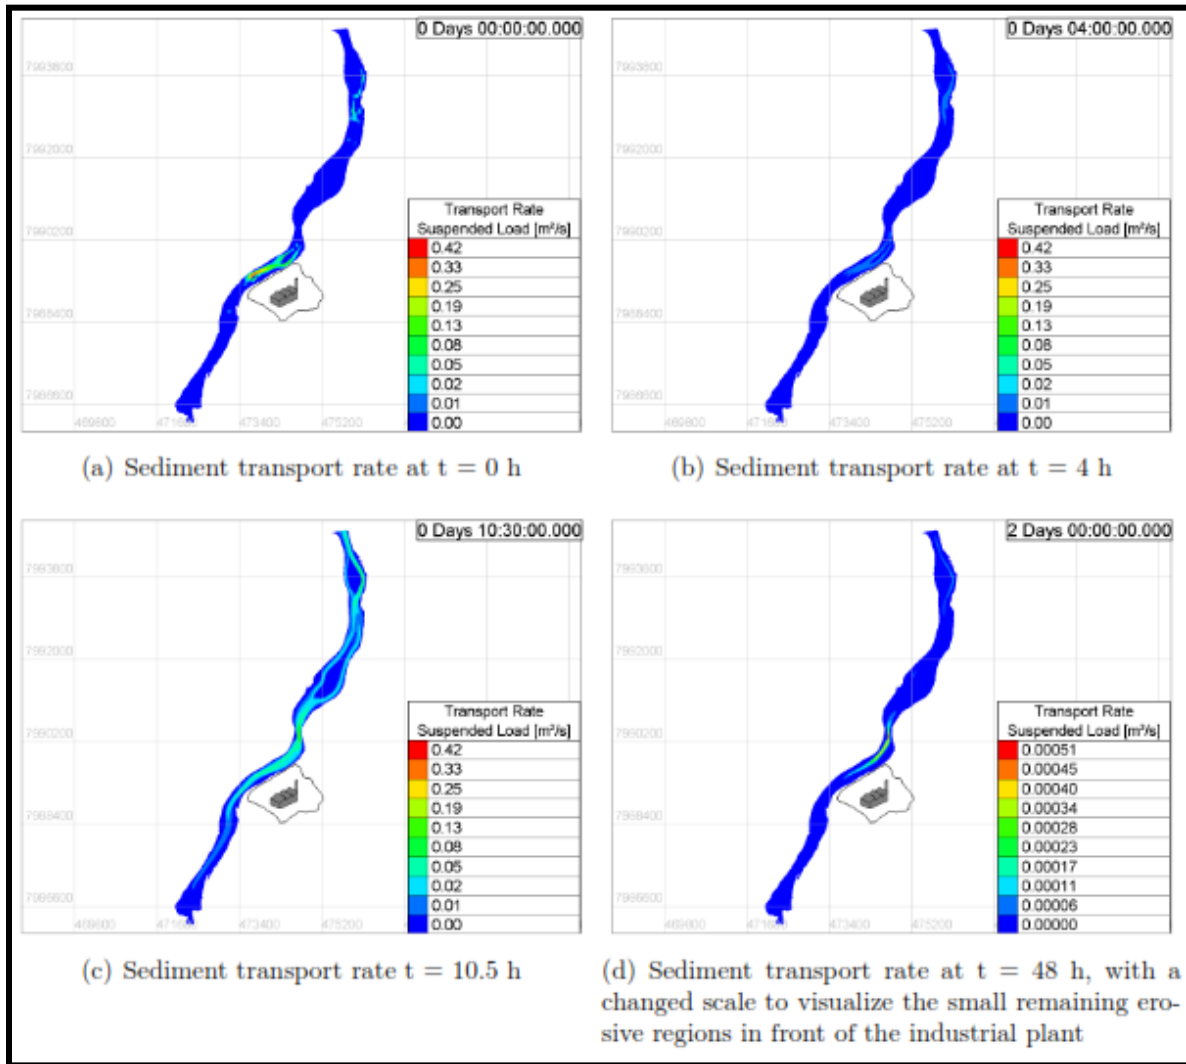 0 Days 00:00:00.000
7993800
7992000
7990200
7988400
7986600
469800 471600 473400 475200
Transport Rate
Suspended Load [m²/s]
0.42
0.33
0.25
0.19
0.13
0.08
0.05
0.02
0.01
0.00
(a) Sediment transport rate at t = 0 h
0 Days 04:00:00.000
7993800
7992000
7990200
7988400
7986600
469800 471600 473400 475200
Transport Rate
Suspended Load [m²/s]
0.42
0.33
0.25
0.19
0.13
0.08
0.05
0.02
0.01
0.00
(b) Sediment transport rate at t = 4 h
0 Days 10:30:00.000
7993800
7992000
7990200
7988400
7986600
469800 471600 473400 475200
Transport Rate
Suspended Load [m²/s]
0.42
0.33
0.25
0.19
0.13
0.08
0.05
0.02
0.01
0.00
(c) Sediment transport rate t = 10.5 h
2 Days 00:00:00.000
7993800
7992000
7990200
7988400
7986600
469800 471600 473400 475200
Transport Rate
Suspended Load [m²/s]
0.00051
0.00045
0.00040
0.00034
0.00028
0.00023
0.00017
0.00011
0.00006
0.00000
(d) Sediment transport rate at t = 48 h, with a
changed scale to visualize the small remaining ero-
sive regions in front of the industrial plant